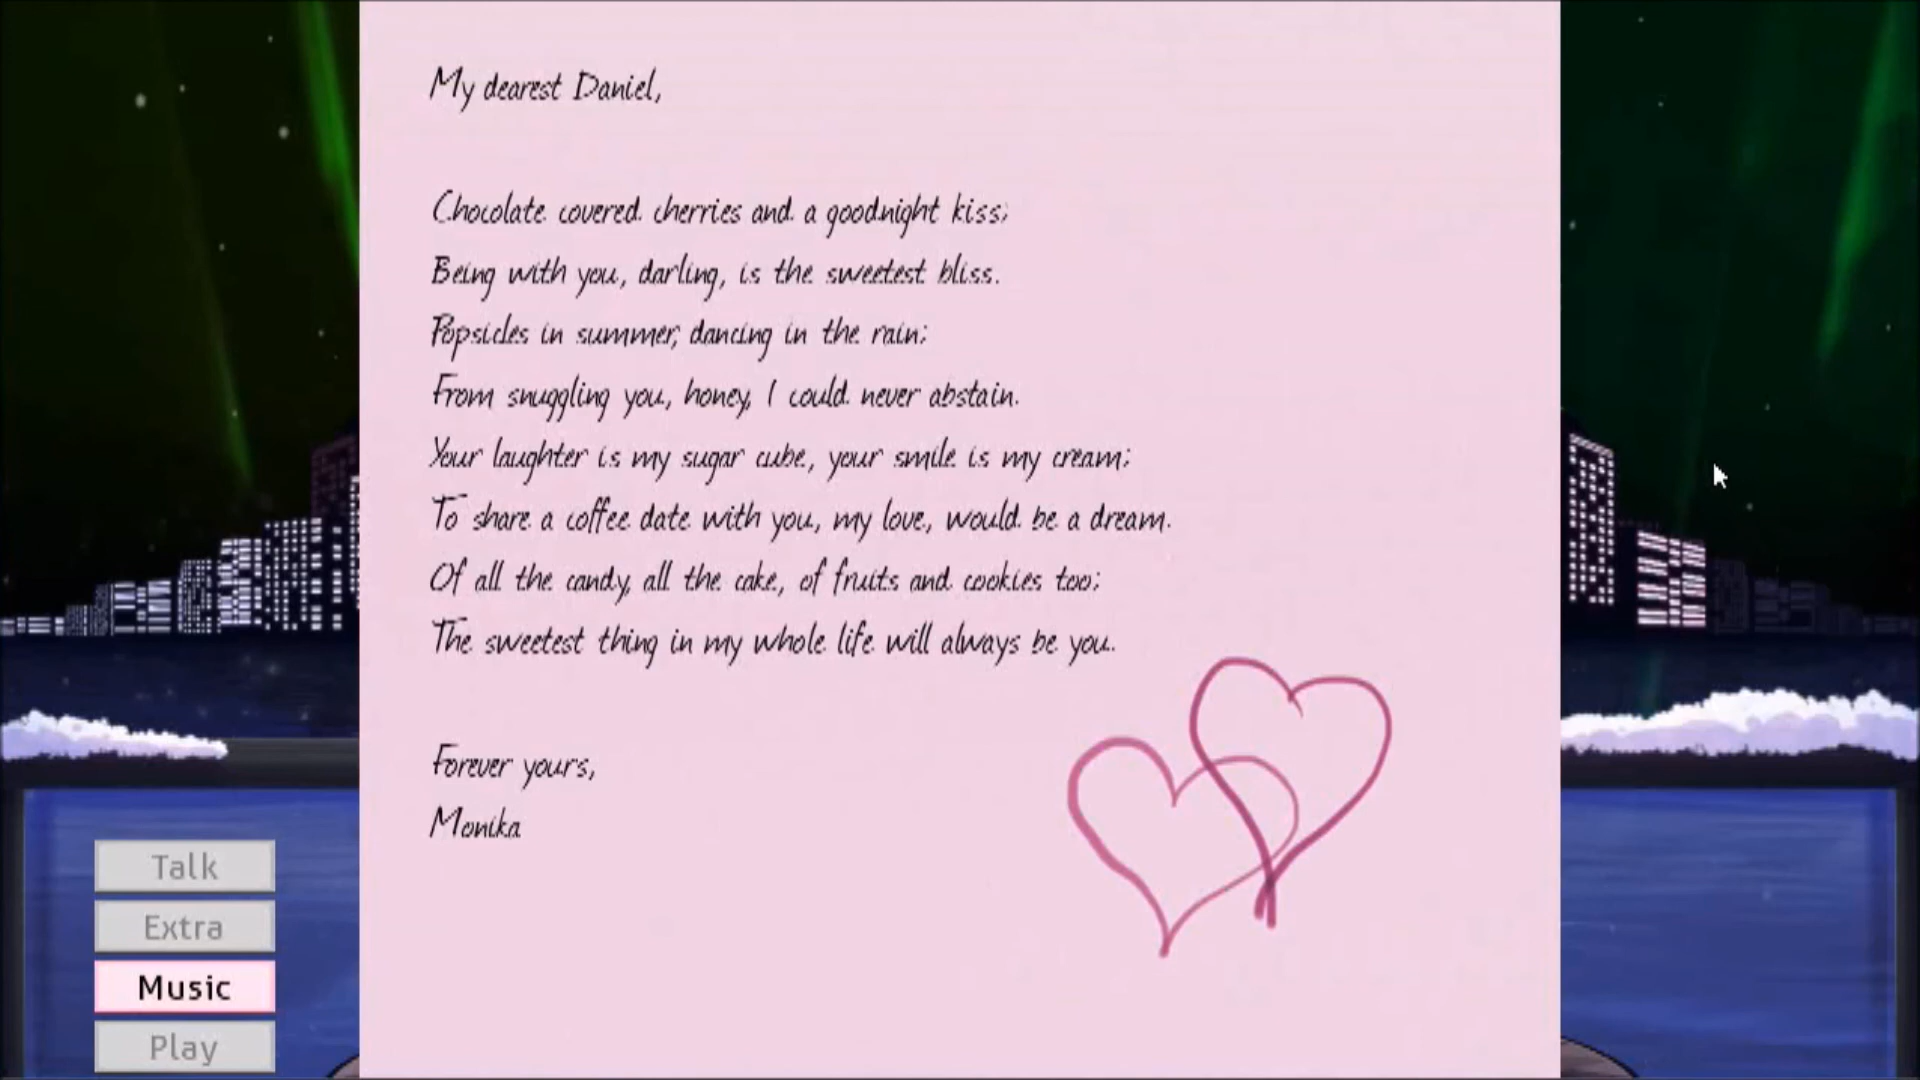 My dearest Daniel,
Chocolate covered cherries and a goodnight kiss;
Being with you, darling, is the sweetest bliss.
Popsicles in summer, dancing in the rain;
From snuggling you, honey, I could never abstain.
Your laughter is my sugar cube, your smile is my cream;
To share a coffee date with you, my love, would be a dream.
Of all the candy, all the cake, of fruits and cookies too;
The sweetest thing in my whole life will always be you.
Forever yours,
Monika
Talk
Extra
Music
Play